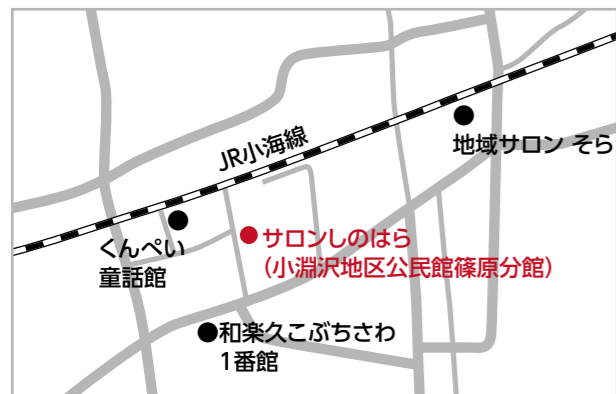 JR小海線
地域サロン そら
くんぺい
童話館
サロンしのはら
（小淵沢地区公民館篠原分館）
和楽久こぶちさわ
1番館